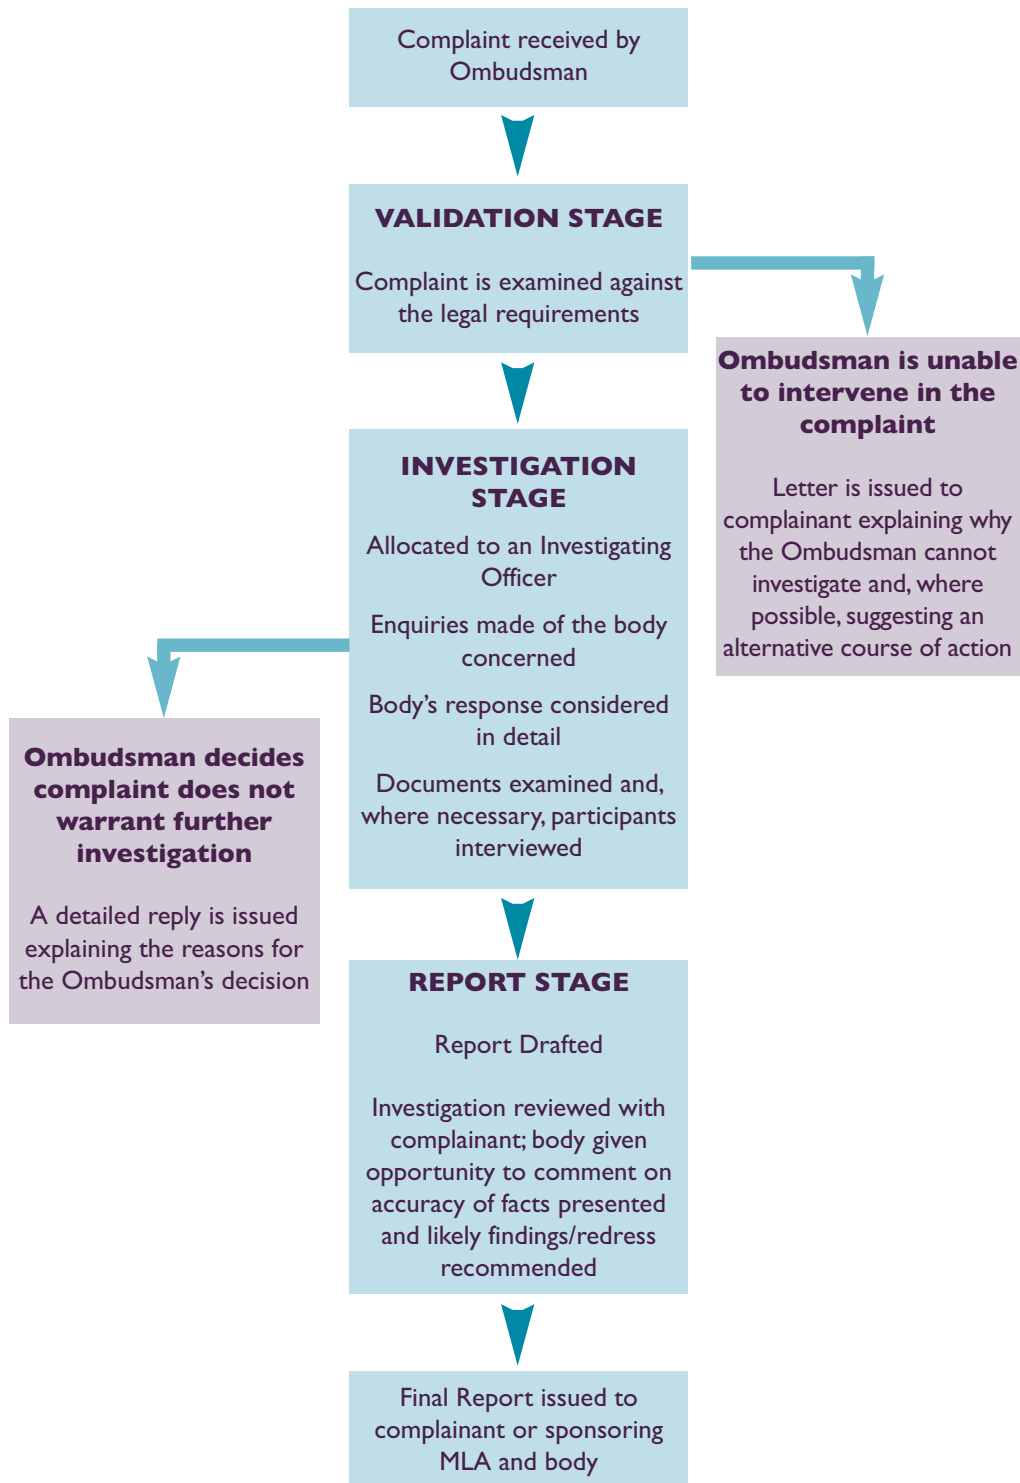 Complaint received by
Ombudsman
VALIDATION STAGE
Complaint is examined against
the legal requirements
Ombudsman is unable
to intervene in the
complaint
Letter is issued to
complainant explaining why
the Ombudsman cannot
investigate and, where
possible, suggesting an
alternative course of action
INVESTIGATION
STAGE
Allocated to an Investigating
Officer
Enquiries made of the body
concerned
Body’s response considered
in detail
Documents examined and,
where necessary, participants
interviewed
Ombudsman decides
complaint does not
warrant further
investigation
A detailed reply is issued
explaining the reasons for
the Ombudsman’s decision
REPORT STAGE
Report Drafted
Investigation reviewed with
complainant; body given
opportunity to comment on
accuracy of facts presented
and likely findings/redress
recommended
Final Report issued to
complainant or sponsoring
MLA and body